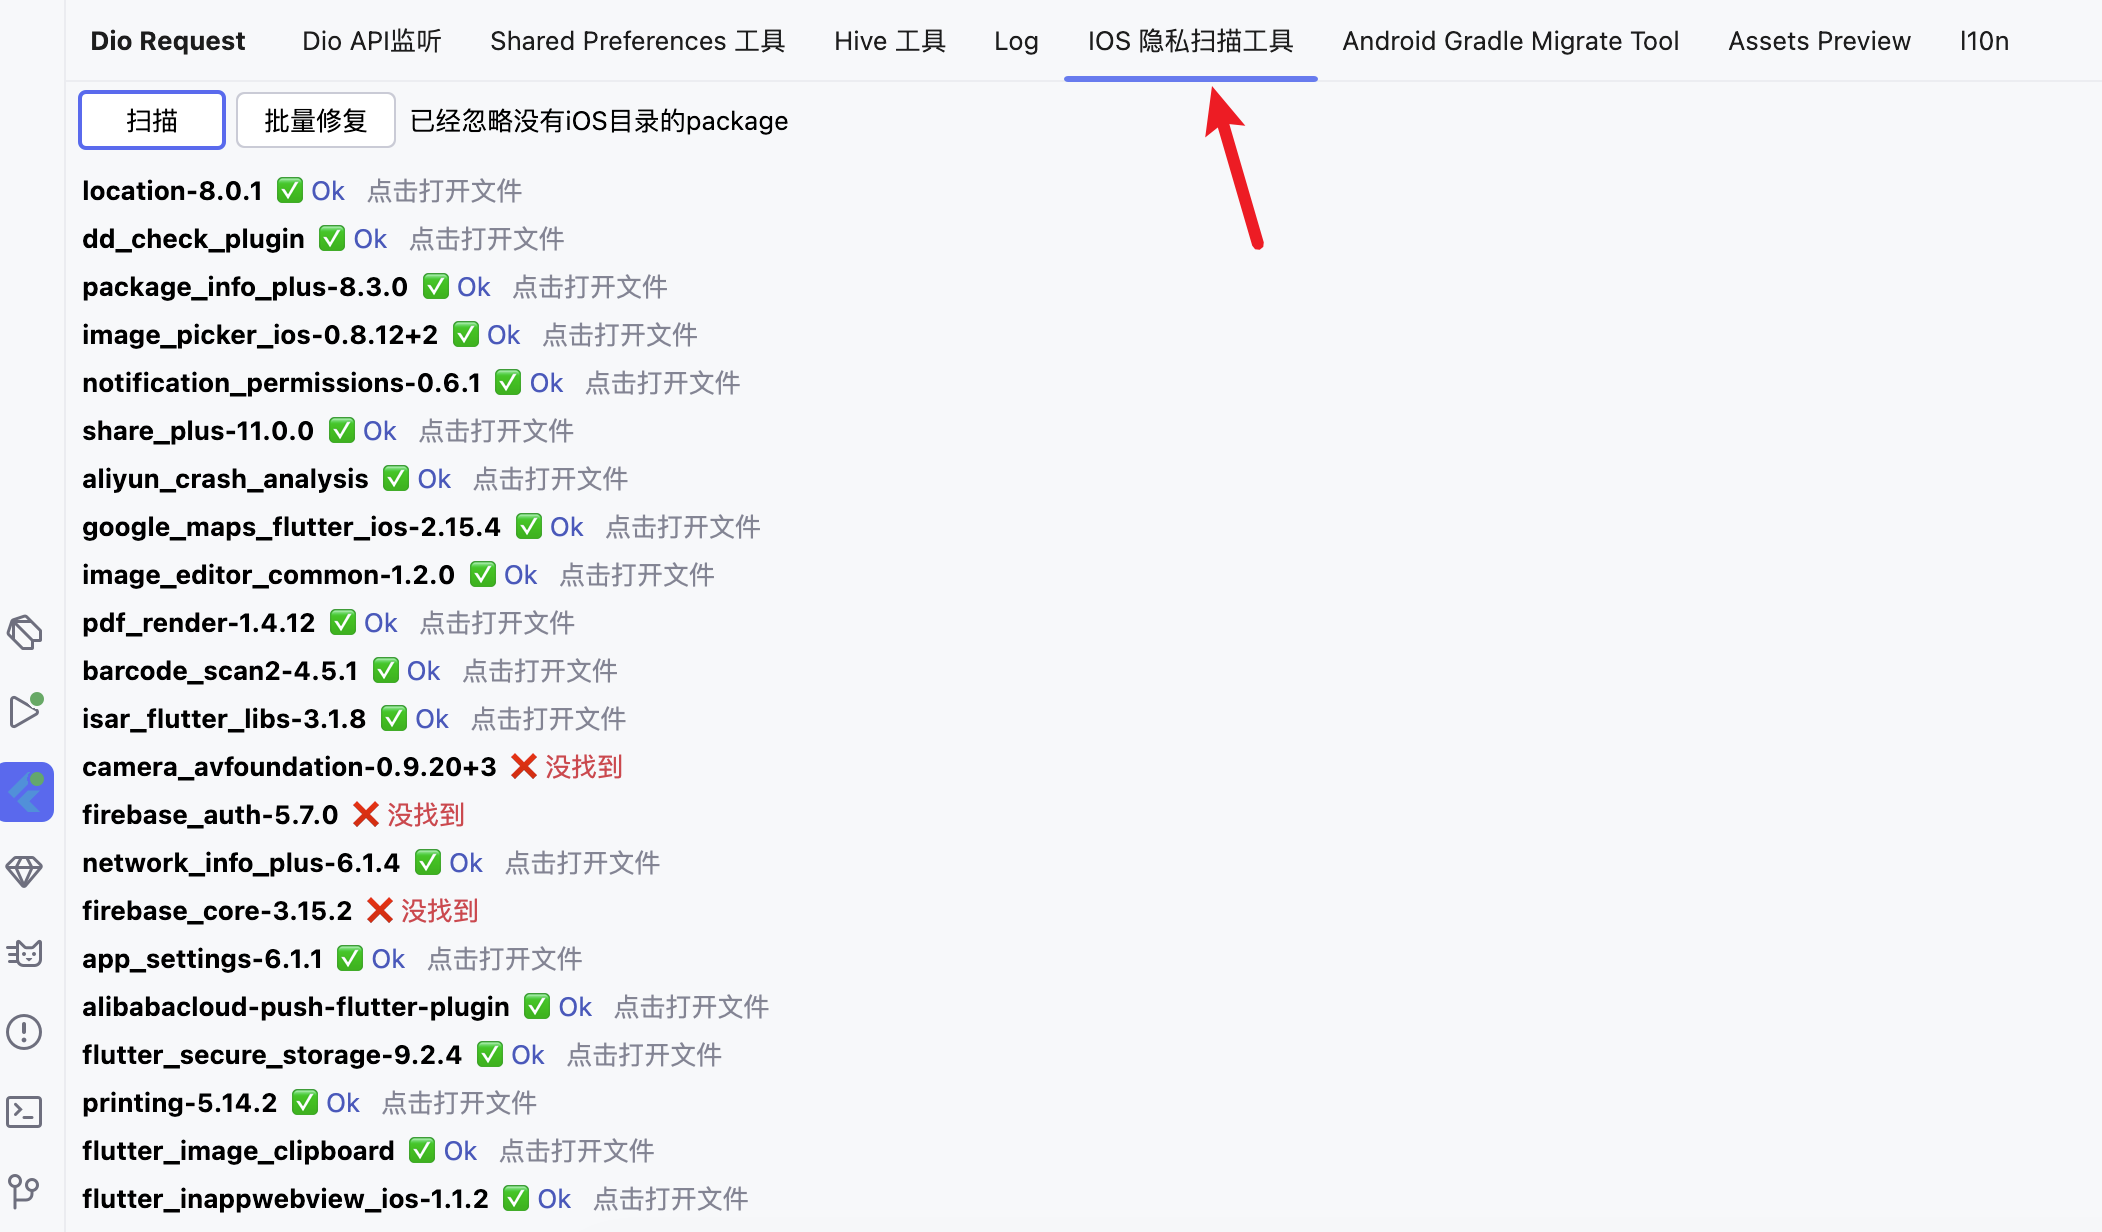 Dio Request Dio API监听 Shared Preferences 工具 Hive 工具 Log IOS 隐私扫描工具 Android Gradle Migrate Tool Assets Preview l10n
扫描 批量修复 已经忽略没有iOS目录的package
location-8.0.1 ✅ Ok 点击打开文件
dd_check_plugin ✅ Ok 点击打开文件
package_info_plus-8.3.0 ✅ Ok 点击打开文件
image_picker_ios-0.8.12+2 ✅ Ok 点击打开文件
notification_permissions-0.6.1 ✅ Ok 点击打开文件
share_plus-11.0.0 ✅ Ok 点击打开文件
aliyun_crash_analysis ✅ Ok 点击打开文件
google_maps_flutter_ios-2.15.4 ✅ Ok 点击打开文件
image_editor_common-1.2.0 ✅ Ok 点击打开文件
pdf_render-1.4.12 ✅ Ok 点击打开文件
barcode_scan2-4.5.1 ✅ Ok 点击打开文件
isar_flutter_libs-3.1.8 ✅ Ok 点击打开文件
camera_avfoundation-0.9.20+3 ❌ 没找到
firebase_auth-5.7.0 ❌ 没找到
network_info_plus-6.1.4 ✅ Ok 点击打开文件
firebase_core-3.15.2 ❌ 没找到
app_settings-6.1.1 ✅ Ok 点击打开文件
alibabacloud-push-flutter-plugin ✅ Ok 点击打开文件
flutter_secure_storage-9.2.4 ✅ Ok 点击打开文件
printing-5.14.2 ✅ Ok 点击打开文件
flutter_image_clipboard ✅ Ok 点击打开文件
flutter_inappwebview_ios-1.1.2 ✅ Ok 点击打开文件